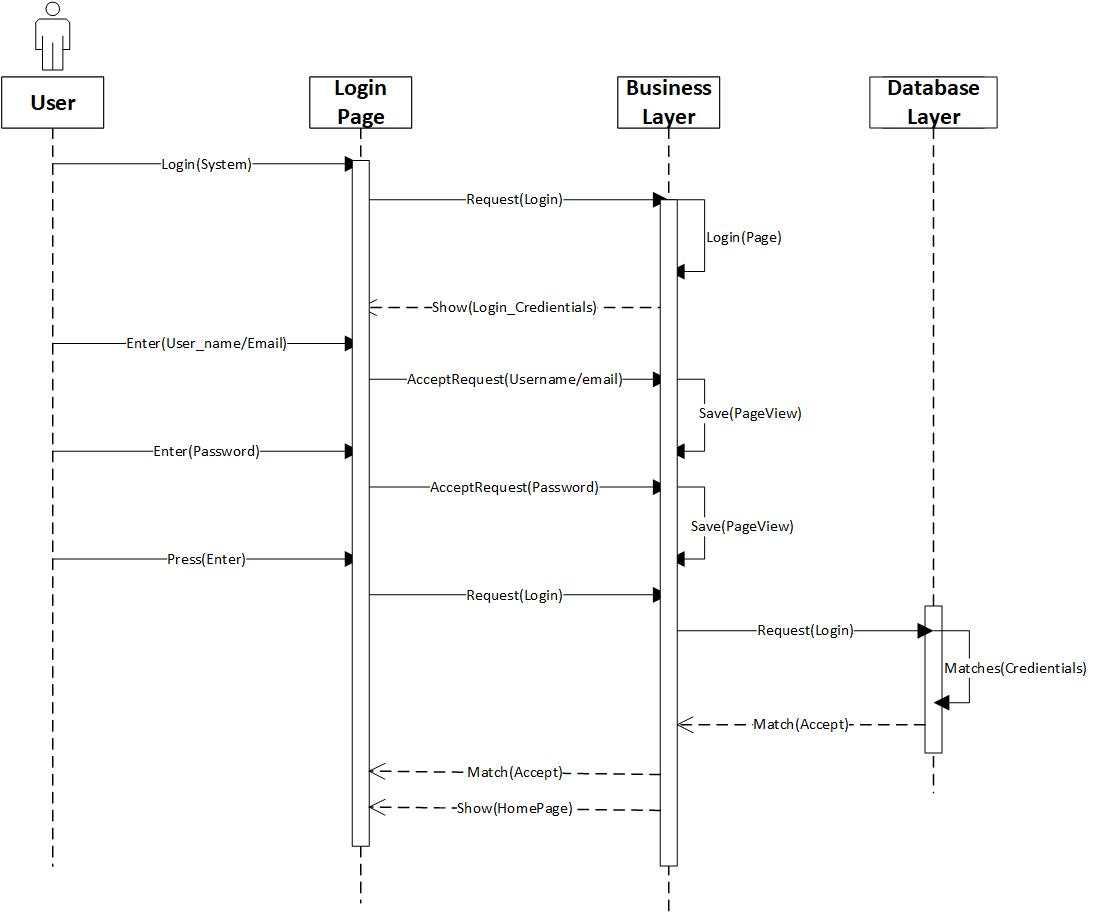 User
Login
Page
Business
Layer
Database
Layer
Login(System)
Request(Login)
Login(Page)
Show(Login_Credientials)
Enter(User_name/Email)
AcceptRequest(Username/email)
Save(PageView)
Enter(Password)
AcceptRequest(Password)
Save(PageView)
Press(Enter)
Request(Login)
Request(Login)
Matches(Credientials)
Match(Accept)
Match(Accept)
Show(HomePage)